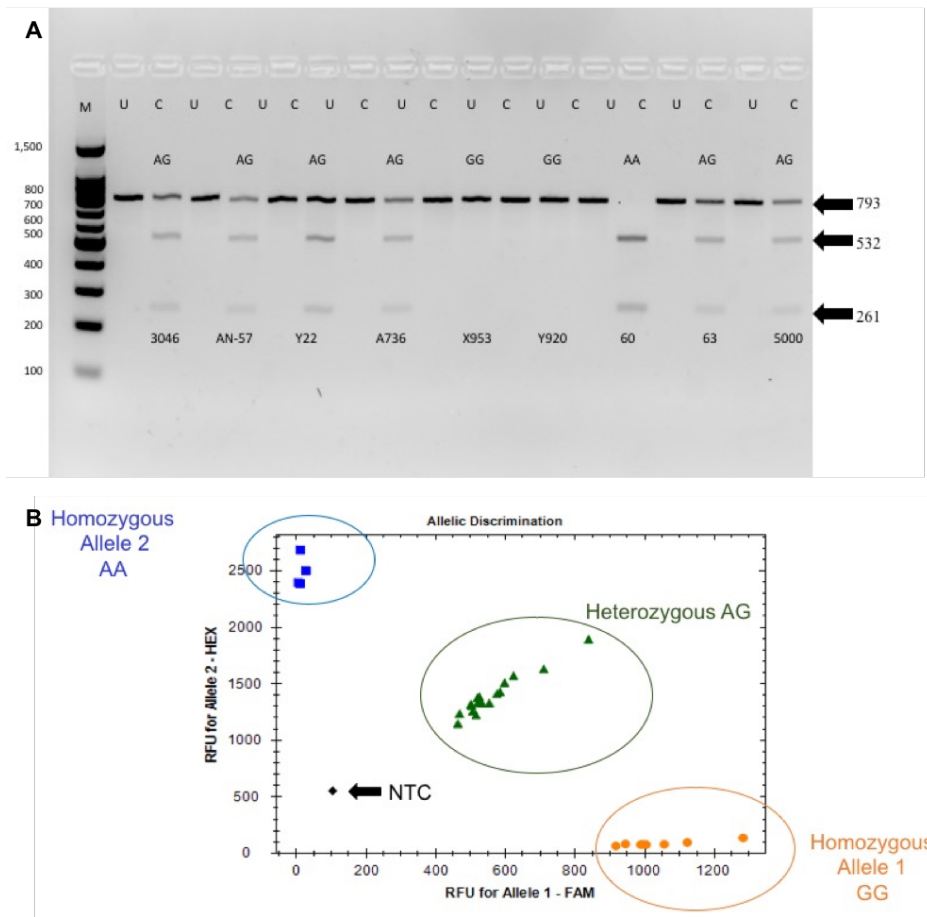 A
M U C U C U C U C U C U C U C U C U C
1,500
AG AG AG AG GG GG AA AG AG
800
700
793
600
500
532
400
300
261
200
3046 AN-57 Y22 A736 X953 Y920 60 63 5000
100
B
Homozygous
Allele 2
AA
Allelic Discrimination
Heterozygous AG
RFU for Allele 2 - HEX
2500
2000
1500
1000
500
0
NTC
0 200 400 600 800 1000 1200
RFU for Allele 1 - FAM
Homozygous
Allele 1
GG